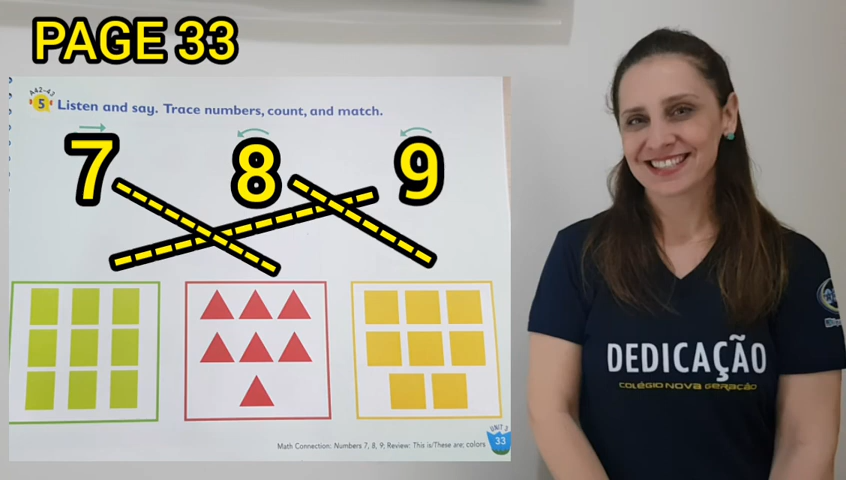 PAGE 33
A42-43
5 Listen and say. Trace numbers, count, and match.
7 8 9
DEDICAÇÃO
COLÉGIO NOVA GERAÇÃO
Math Connection: Numbers 7, 8, 9; Review: This is/These are; colors
UNIT 3
33